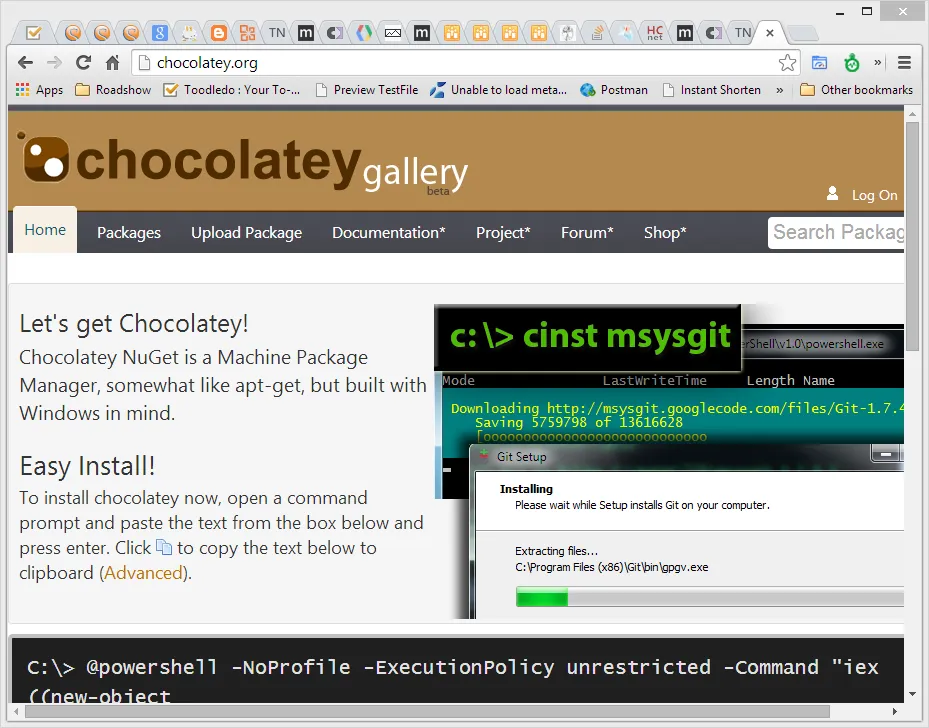 TN
HC
net
TN
chocolatey.org
Apps
Roadshow
Toodledo : Your To-...
Preview TestFile
Unable to load meta...
Postman
Instant Shorten
»
Other bookmarks
chocolatey gallery
beta
Log On
Home
Packages
Upload Package
Documentation*
Project*
Forum*
Shop*
Search Packag
Let's get Chocolatey!
Chocolatey NuGet is a Machine Package
Manager, somewhat like apt-get, but built with
Windows in mind.
Easy Install!
To install chocolatey now, open a command
prompt and paste the text from the box below and
press enter. Click to copy the text below to
clipboard (Advanced).
c:\> cinst msysgit
erShell\v1.0\powershell.exe
Mode LastWriteTime Length Name
Downloading http://msysgit.googlecode.com/files/Git-1.7.4
Saving 5759798 of 13616628
[oooooooooooooooooooooooooooo
Git Setup
Installing
Please wait while Setup installs Git on your computer.
Extracting files...
C:\Program Files (x86)\Git\bin\gpgv.exe
C:\> @powershell -NoProfile -ExecutionPolicy unrestricted -Command "iex
((new-object